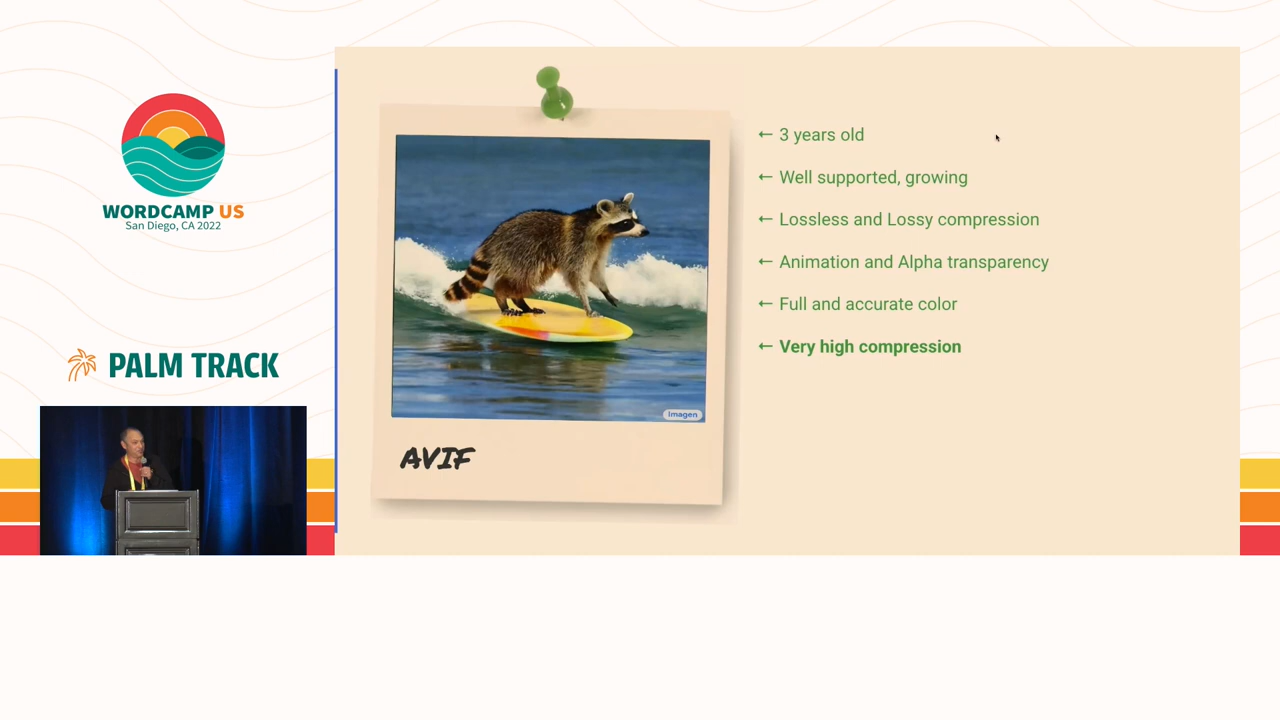 WORDCAMP US
San Diego, CA 2022
PALM TRACK
Imagen
AVIF
← 3 years old
← Well supported, growing
← Lossless and Lossy compression
← Animation and Alpha transparency
← Full and accurate color
← Very high compression